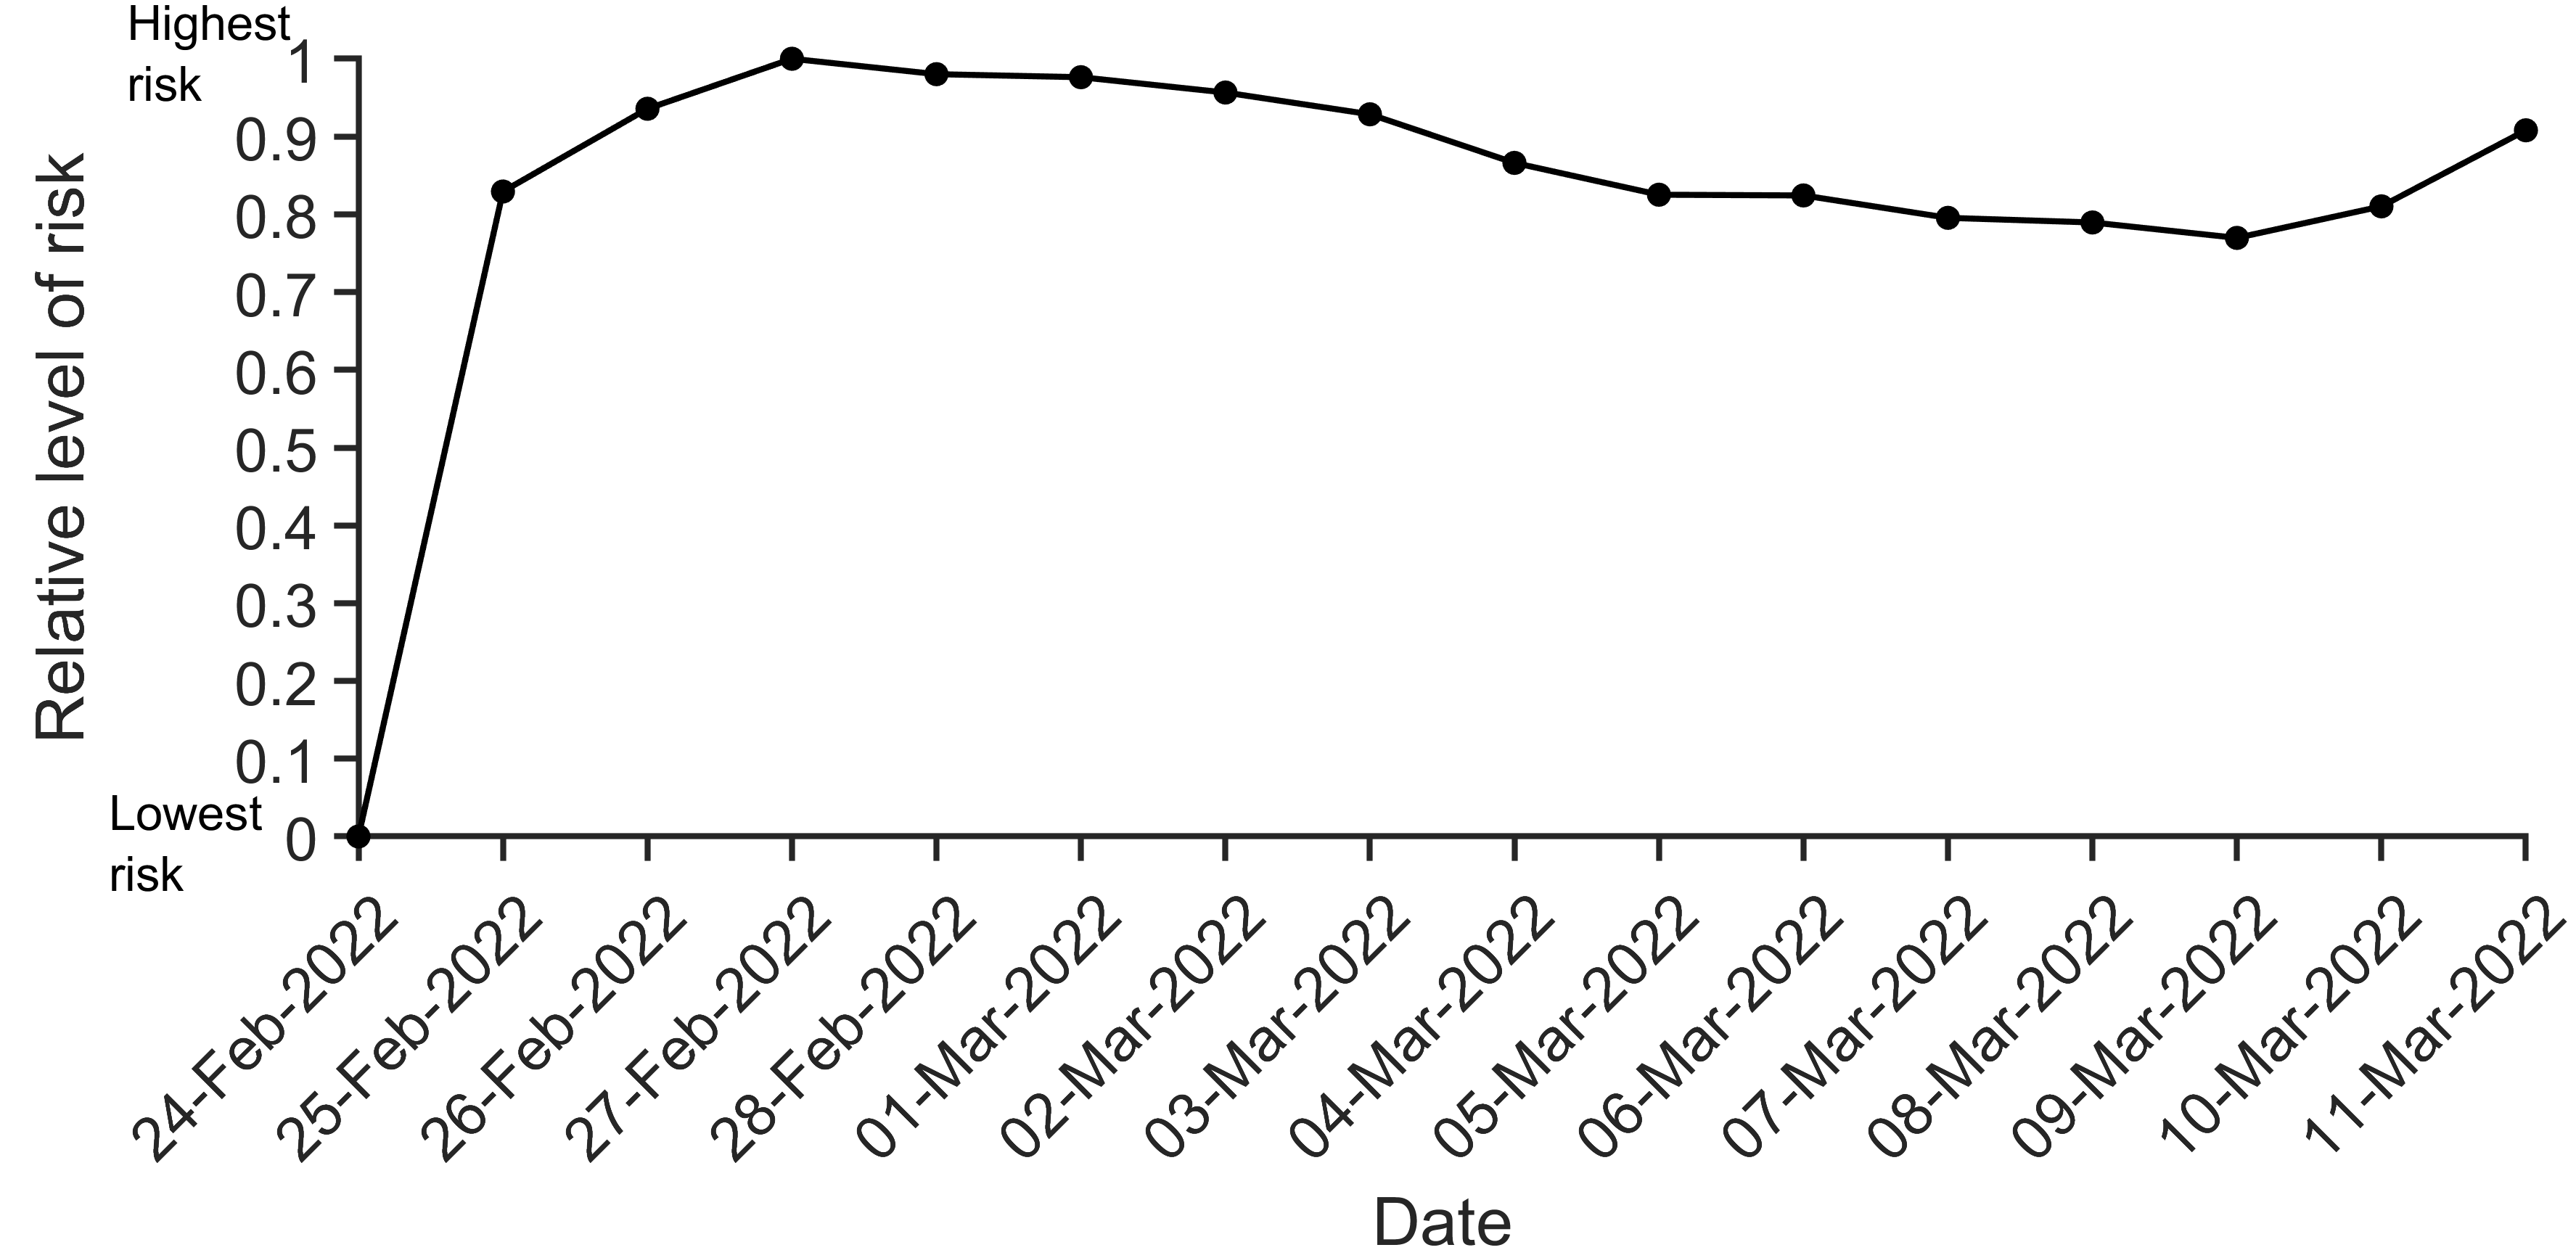 Highest
risk
1
0.9
0.8
0.7
0.6
0.5
0.4
0.3
0.2
0.1
0
Lowest
risk
Relative level of risk
24-Feb-2022
25-Feb-2022
26-Feb-2022
27-Feb-2022
28-Feb-2022
01-Mar-2022
02-Mar-2022
03-Mar-2022
04-Mar-2022
05-Mar-2022
06-Mar-2022
07-Mar-2022
08-Mar-2022
09-Mar-2022
10-Mar-2022
11-Mar-2022
Date